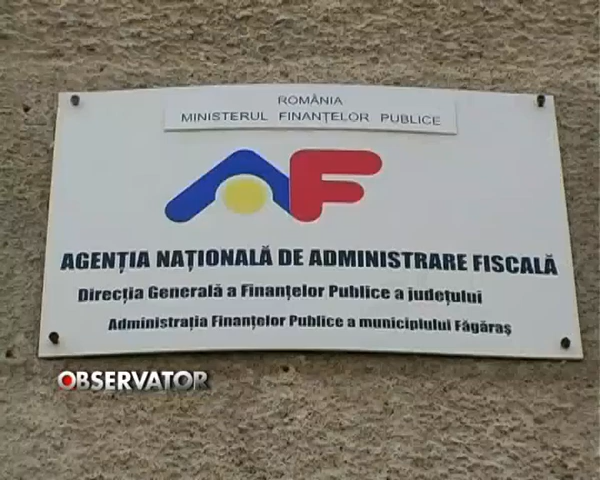 ROMÂNIA
MINISTERUL FINANȚELOR PUBLICE
AF
AGENȚIA NAȚIONALĂ DE ADMINISTRARE FISCALĂ
Direcția Generală a Finanțelor Publice a județului
Administrația Finanțelor Publice a municipiului Făgăraș
OBSERVATOR